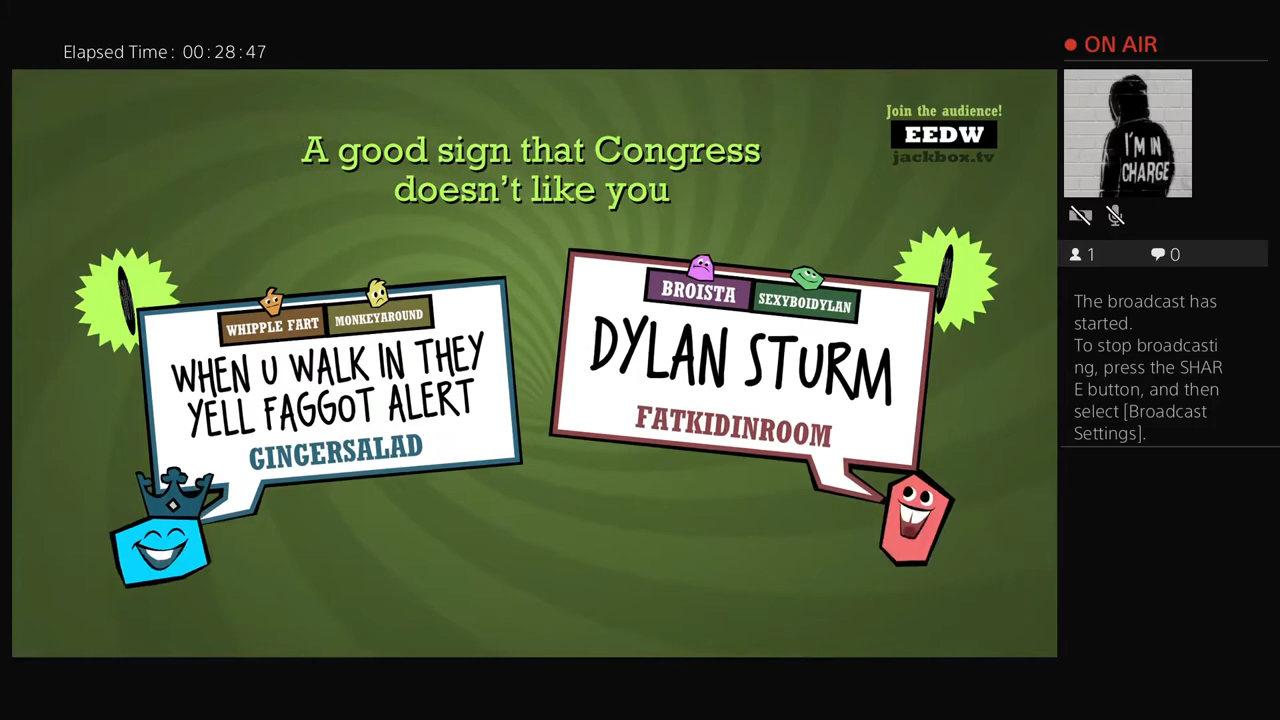 Elapsed Time: 00:28:47
ON AIR
Join the audience!
EEDW
jackbox.tv
A good sign that Congress
doesn't like you
I'M IN
CHARGE
1
0
WHIPPLE FART
MONKEYAROUND
WHEN U WALK IN THEY
YELL FAGGOT ALERT
GINGERSALAD
BROISTA
SEXYBOIDYLAN
DYLAN STURM
FATKIDINROOM
The broadcast has
started.
To stop broadcasti
ng, press the SHAR
E button, and then
select [Broadcast
Settings].